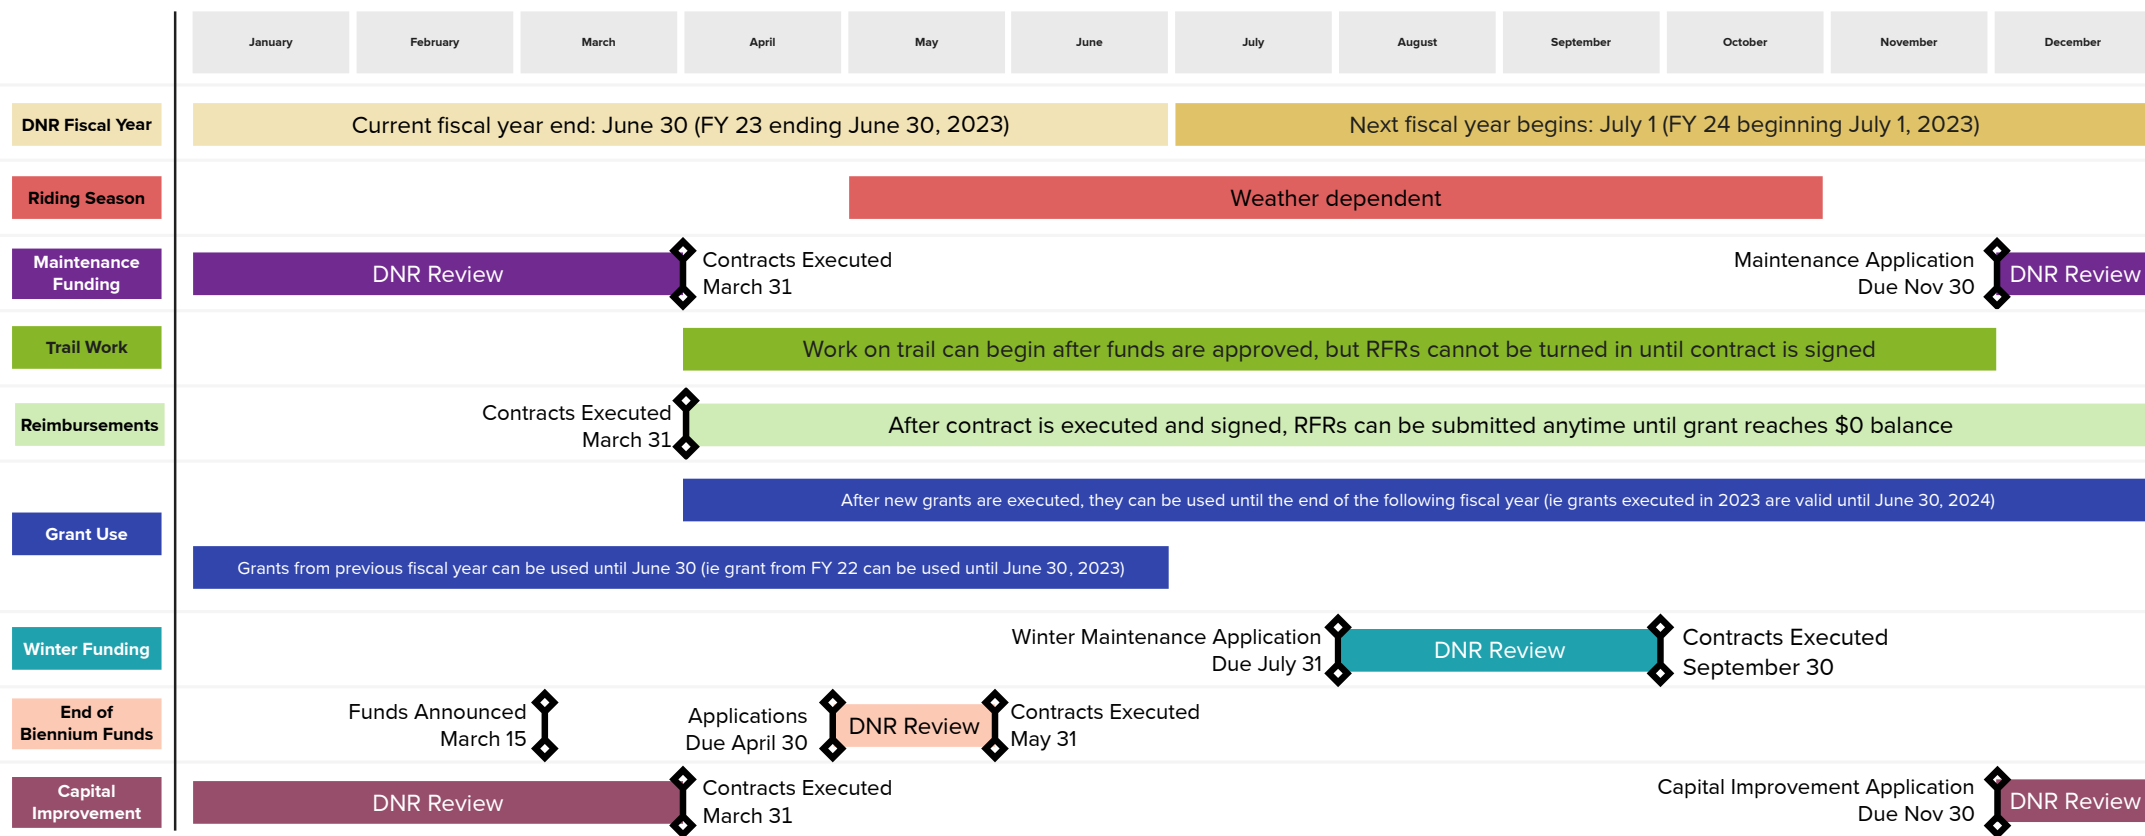 January
February
March
April
May
June
July
August
September
October
November
December
DNR Fiscal Year
Current fiscal year end: June 30 (FY 23 ending June 30, 2023)
Next fiscal year begins: July 1 (FY 24 beginning July 1, 2023)
Riding Season
Weather dependent
Maintenance
Funding
DNR Review
Contracts Executed
March 31
Maintenance Application
Due Nov 30
DNR Review
Trail Work
Work on trail can begin after funds are approved, but RFRs cannot be turned in until contract is signed
Reimbursements
Contracts Executed
March 31
After contract is executed and signed, RFRs can be submitted anytime until grant reaches $0 balance
Grant Use
After new grants are executed, they can be used until the end of the following fiscal year (ie grants executed in 2023 are valid until June 30, 2024)
Grants from previous fiscal year can be used until June 30 (ie grant from FY 22 can be used until June 30, 2023)
Winter Funding
Winter Maintenance Application
Due July 31
DNR Review
Contracts Executed
September 30
End of
Biennium Funds
Funds Announced
March 15
Applications
Due April 30
DNR Review
Contracts Executed
May 31
Capital
Improvement
DNR Review
Contracts Executed
March 31
Capital Improvement Application
Due Nov 30
DNR Review